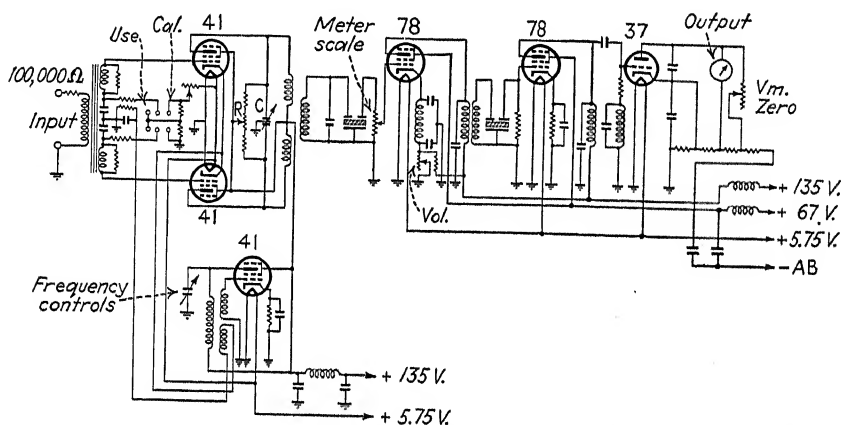 41
Use
Cal.
100,000Ω
Input
R
C
41
Meter
scale
78
Vol.
78
37
Output
Vm.
Zero
+ 135 V.
+ 67 V.
+ 5.75 V.
- AB
41
Frequency
controls
+ 135 V.
+ 5.75 V.